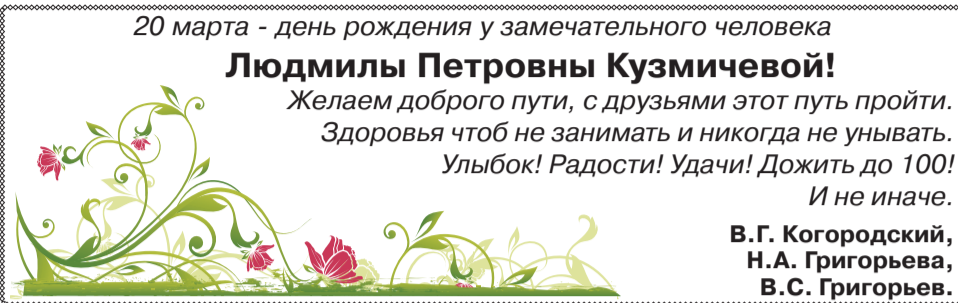 20 марта - день рождения у замечательного человека
Людмилы Петровны Кузмичевой!
Желаем доброго пути, с друзьями этот путь пройти.
Здоровья чтоб не занимать и никогда не унывать.
Улыбок! Радости! Удачи! Дожить до 100!
И не иначе.
В.Г. Когородский,
Н.А. Григорьева,
В.С. Григорьев.